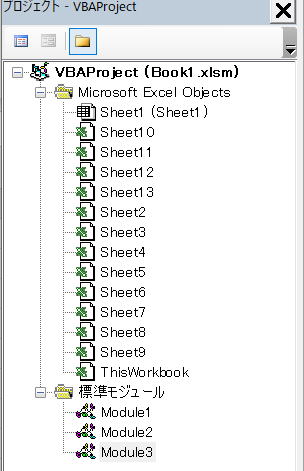 プロジェクト - VBAProject
VBAProject (Book1.xlsm)
Microsoft Excel Objects
Sheet1 (Sheet1)
Sheet10
Sheet11
Sheet12
Sheet13
Sheet2
Sheet3
Sheet4
Sheet5
Sheet6
Sheet7
Sheet8
Sheet9
ThisWorkbook
標準モジュール
Module1
Module2
Module3